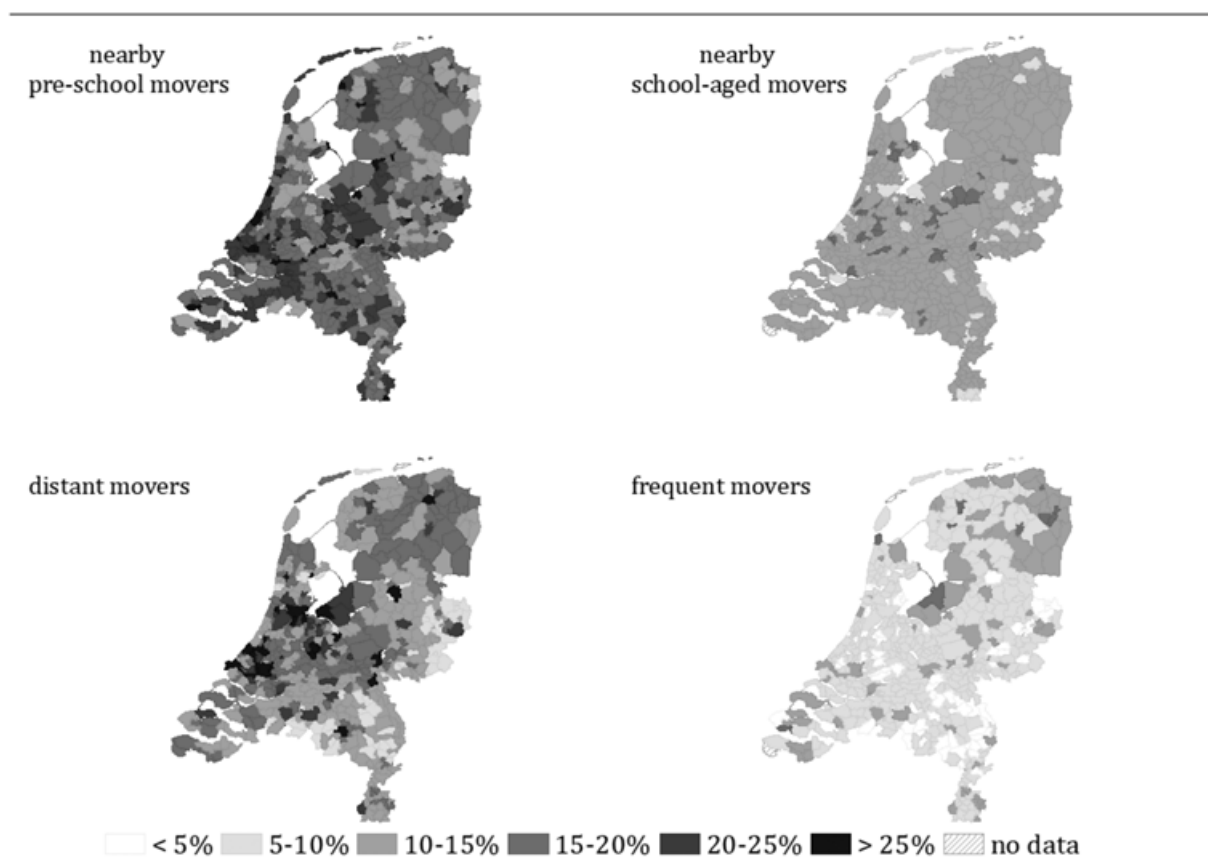 nearby
pre-school movers
nearby
school-aged movers
distant movers
frequent movers
< 5% 5-10% 10-15% 15-20% 20-25% > 25% no data